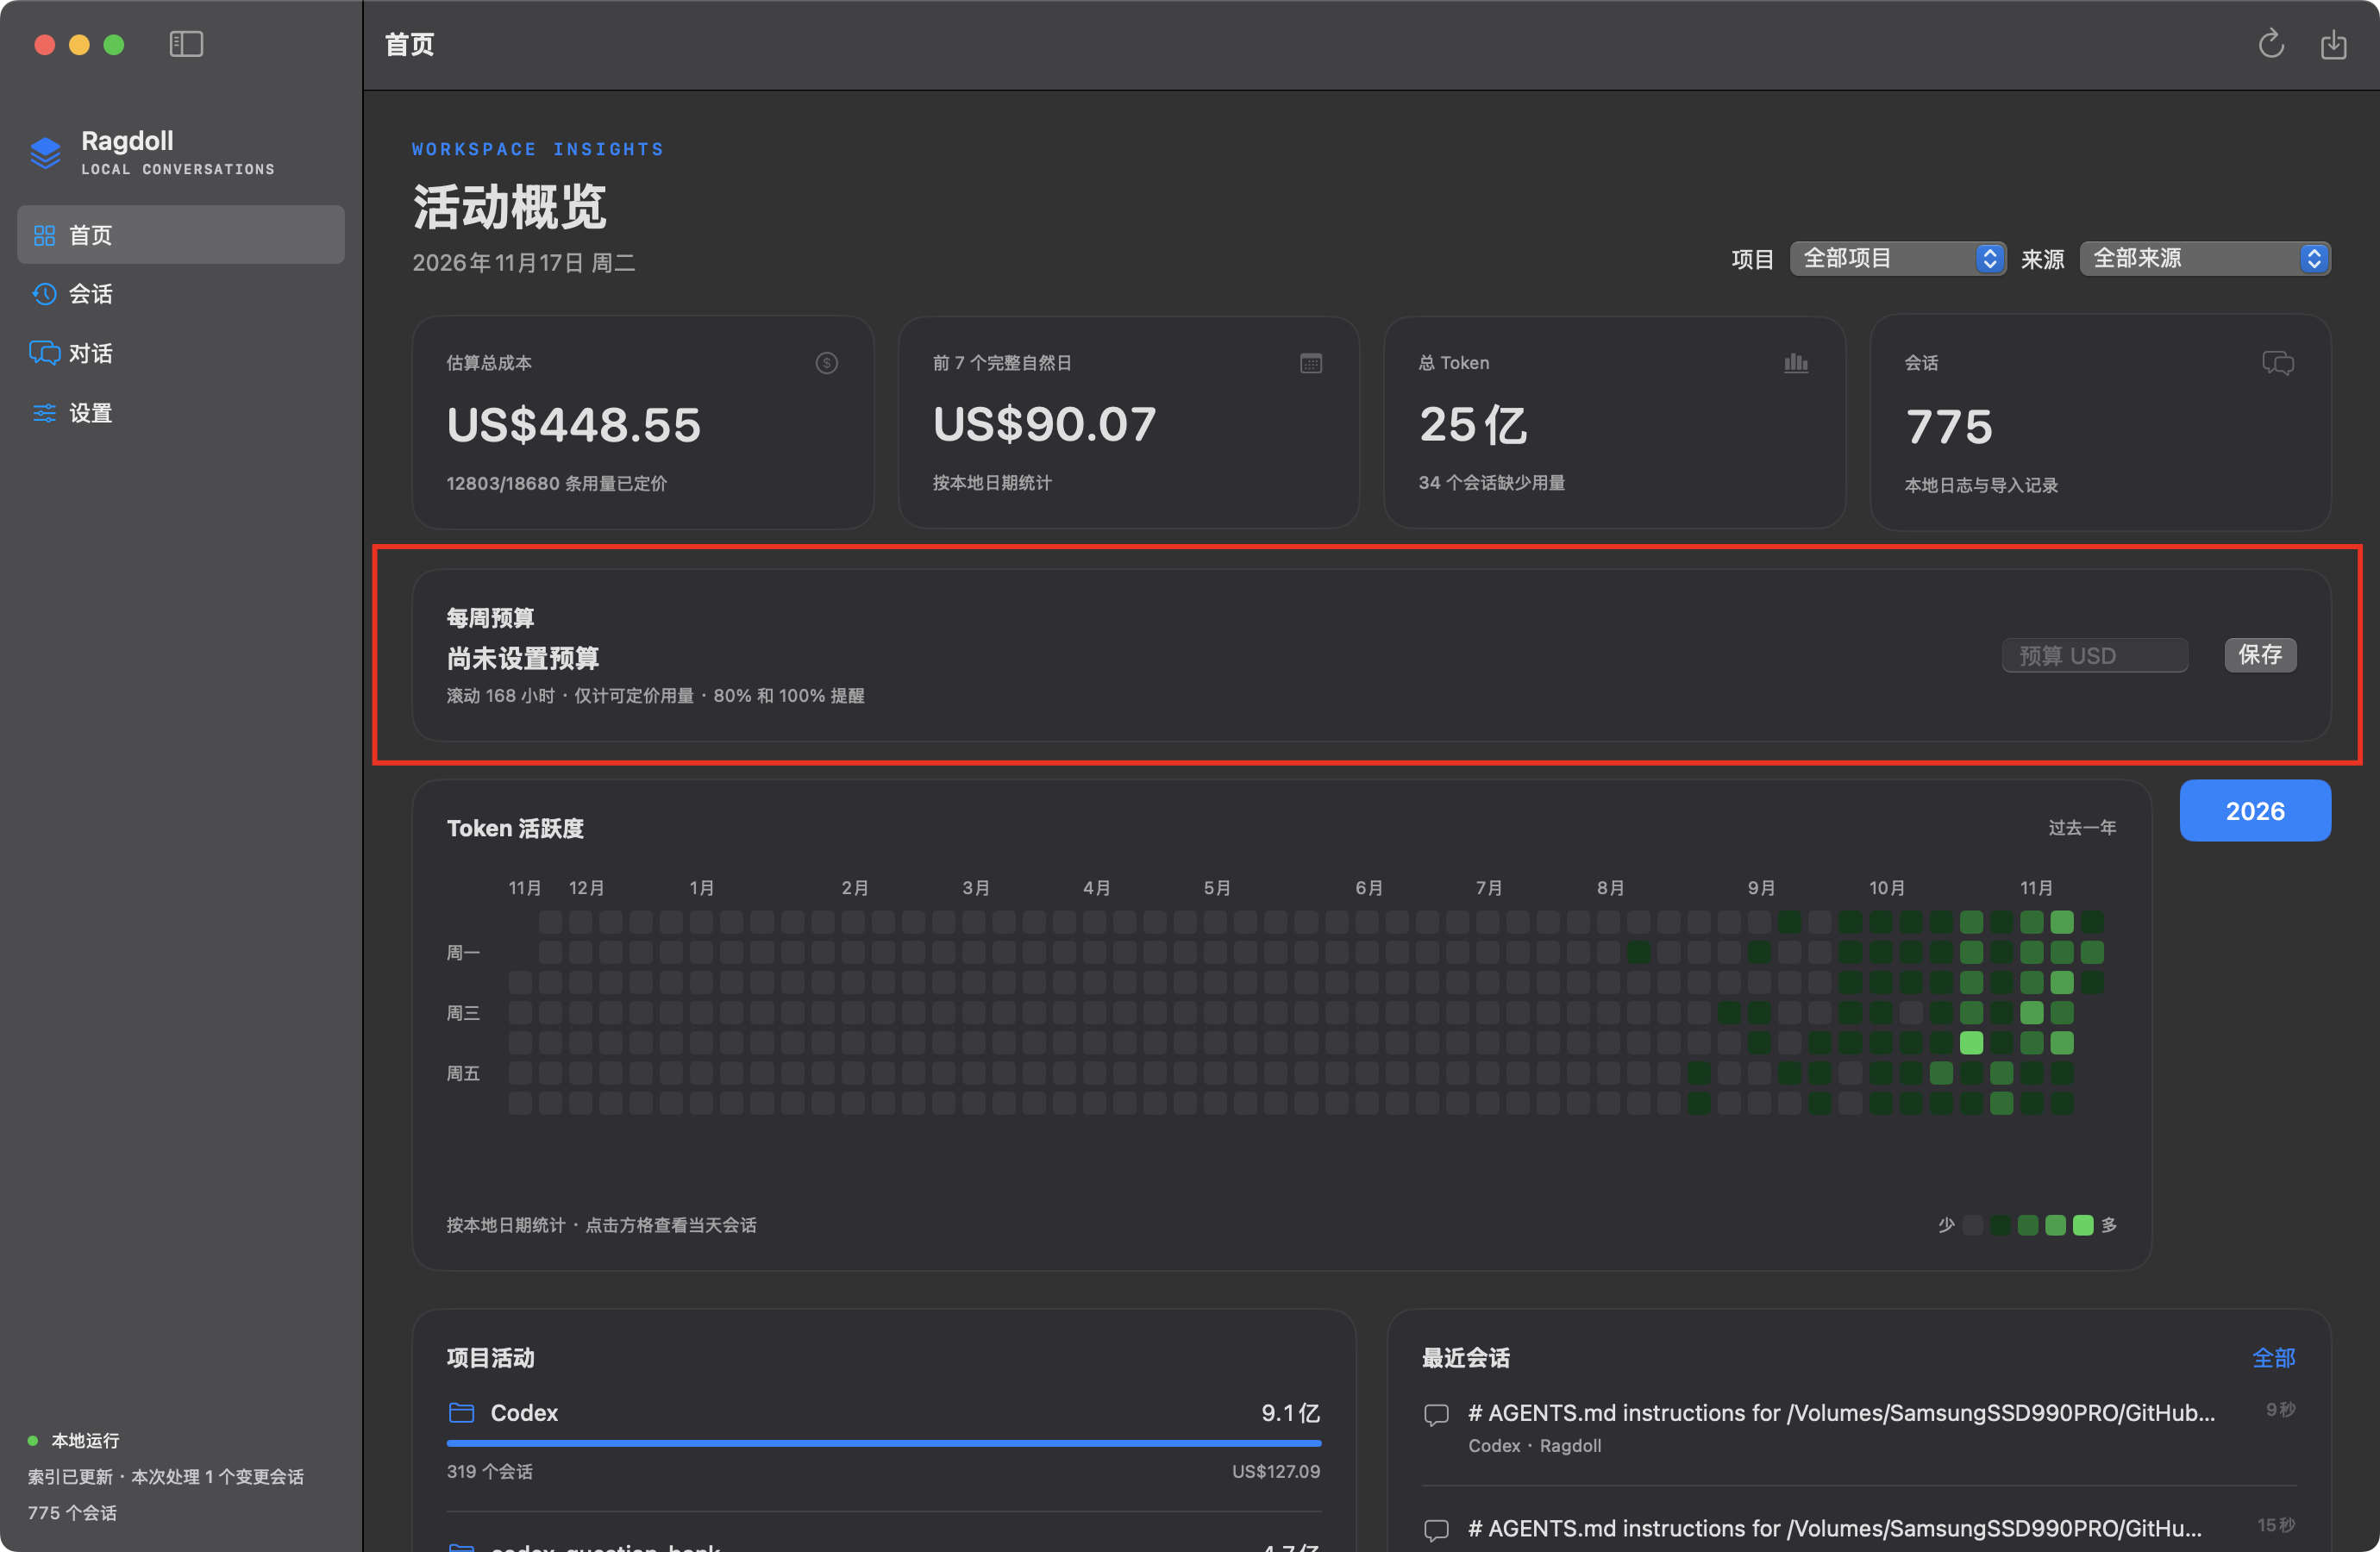 首页
Ragdoll
LOCAL CONVERSATIONS
首页
会话
对话
设置
本地运行
索引已更新 · 本次处理 1 个变更会话
775 个会话
WORKSPACE INSIGHTS
活动概览
2026年11月17日 周二
项目 全部项目 来源 全部来源
估算总成本
US$448.55
12803/18680 条用量已定价
前 7 个完整自然日
US$90.07
按本地日期统计
总 Token
25亿
34 个会话缺少用量
会话
775
本地日志与导入记录
每周预算
尚未设置预算
滚动 168 小时 · 仅计可定价用量 · 80% 和 100% 提醒
预算 USD
保存
Token 活跃度
过去一年
2026
11月 12月 1月 2月 3月 4月 5月 6月 7月 8月 9月 10月 11月
周一
周三
周五
按本地日期统计 · 点击方格查看当天会话
少 多
项目活动
Codex 9.1亿
319 个会话 US$127.09
codex-question-bank 4.7亿
最近会话 全部
# AGENTS.md instructions for /Volumes/SamsungSSD990PRO/GitHub... 9秒
Codex · Ragdoll
# AGENTS.md instructions for /Volumes/SamsungSSD990PRO/GitHu... 15秒